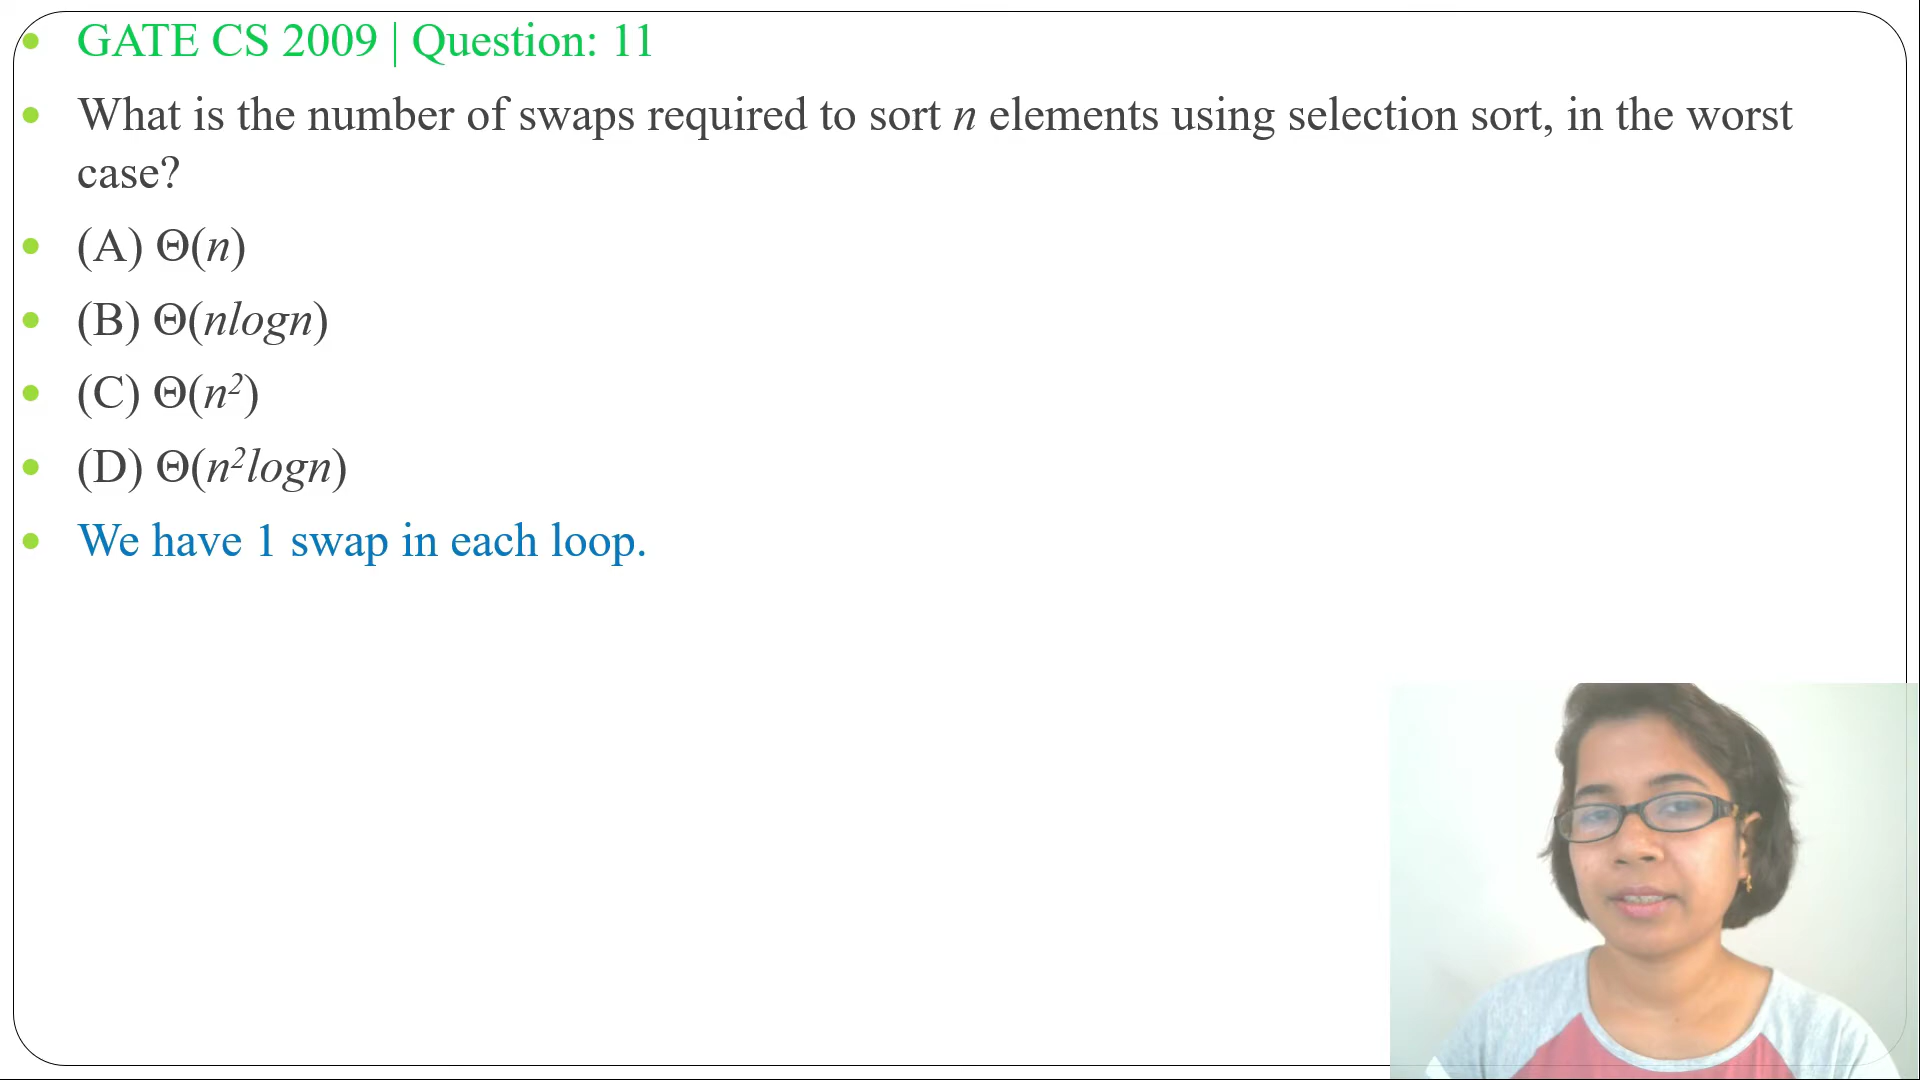 GATE CS 2009 | Question: 11
What is the number of swaps required to sort n elements using selection sort, in the worst
case?
(A) Θ(n)
(B) Θ(nlogn)
(C) Θ(n²)
(D) Θ(n²logn)
We have 1 swap in each loop.